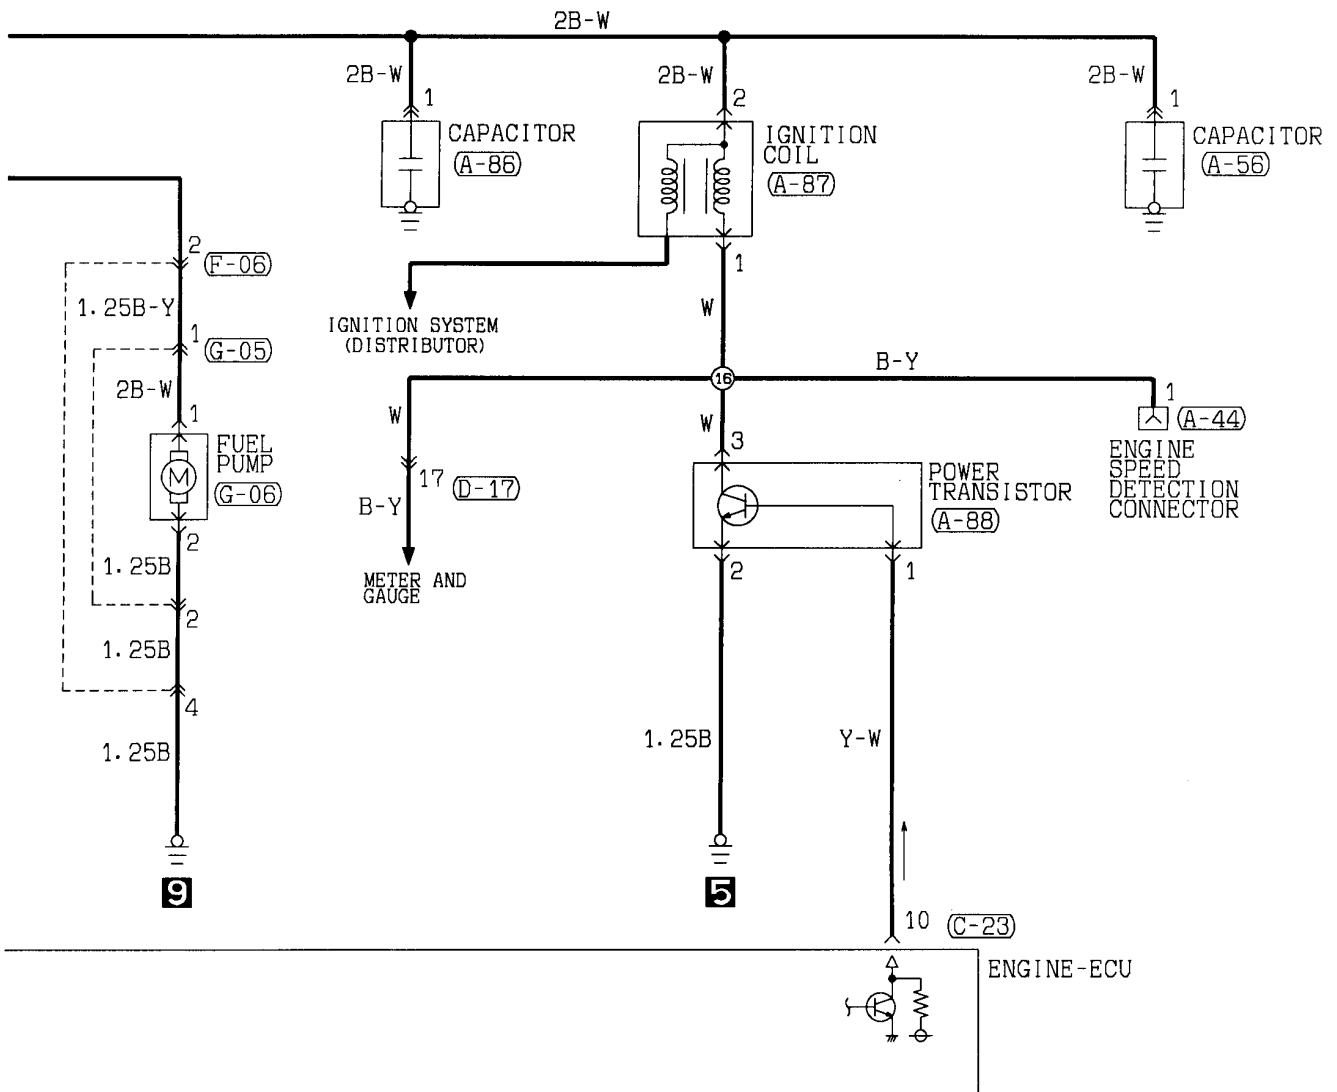 2B-W
2B-W
2B-W
2B-W
1
2
1
CAPACITOR
(A-86)
IGNITION
COIL
(A-87)
CAPACITOR
(A-56)
2
(F-06)
1
1.25B-Y
W
IGNITION SYSTEM
(DISTRIBUTOR)
1
(G-05)
16
B-Y
2B-W
1
W
W
3
1
(A-44)
FUEL
PUMP
(G-06)
M
17
(D-17)
B-Y
POWER
TRANSISTOR
(A-88)
ENGINE
SPEED
DETECTION
CONNECTOR
2
1.25B
METER AND
GAUGE
2
1
2
1.25B
4
1.25B
1.25B
Y-W
9
5
10
(C-23)
ENGINE-ECU